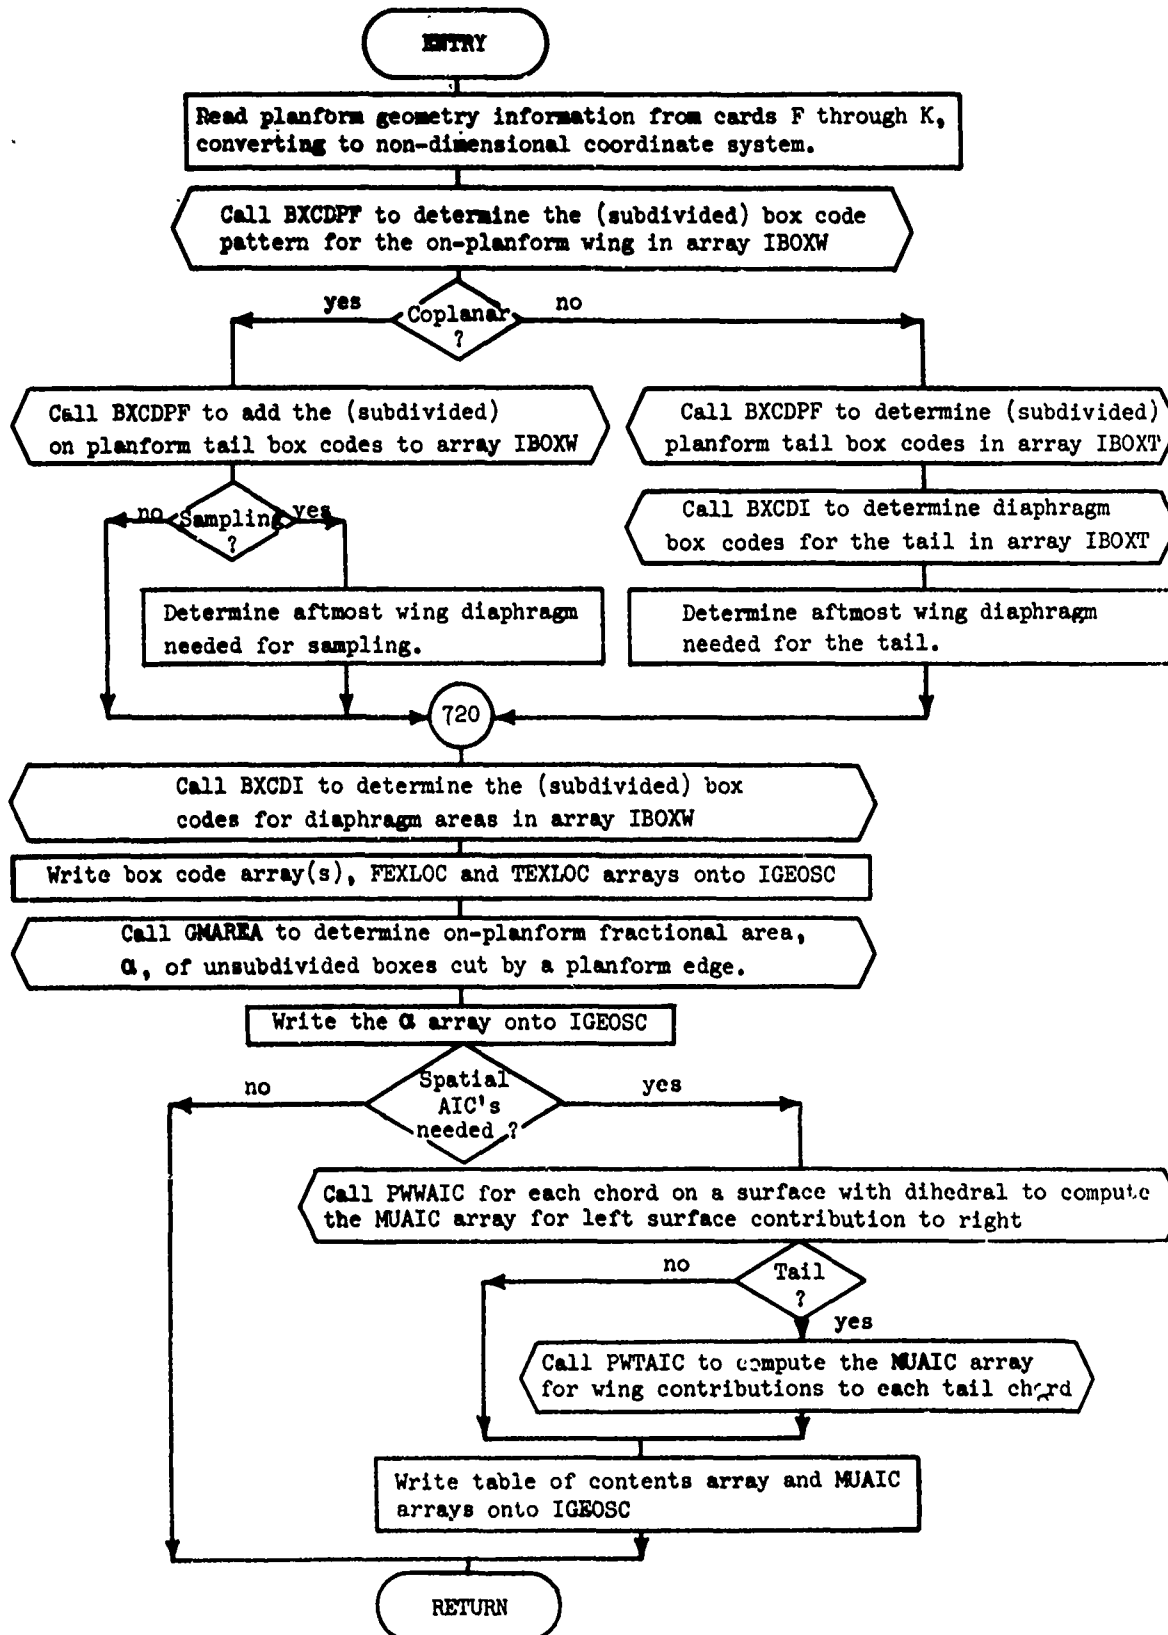 ENTRY
Read planform geometry information from cards F through K,
converting to non-dimensional coordinate system.
Call BXCDPF to determine the (subdivided) box code
pattern for the on-planform wing in array IBOXW
yes
Coplanar
?
no
Call BXCDPF to add the (subdivided)
on planform tail box codes to array IBOXW
Call BXCDPF to determine (subdivided)
planform tail box codes in array IBOXT
no
Sampling
?
yes
Call BXCDI to determine diaphragm
box codes for the tail in array IBOXT
Determine aftmost wing diaphragm
needed for sampling.
Determine aftmost wing diaphragm
needed for the tail.
720
Call BXCDI to determine the (subdivided) box
codes for diaphragm areas in array IBOXW
Write box code array(s), FEXLOC and TEXLOC arrays onto IGEOSC
Call GMAREA to determine on-planform fractional area,
α, of unsubdivided boxes cut by a planform edge.
Write the α array onto IGEOSC
no
Spatial
AIC's
needed ?
yes
Call PWWAIC for each chord on a surface with dihedral to compute
the MUAIC array for left surface contribution to right
no
Tail
?
yes
Call PWTAIC to compute the MUAIC array
for wing contributions to each tail chord
Write table of contents array and MUAIC
arrays onto IGEOSC
RETURN